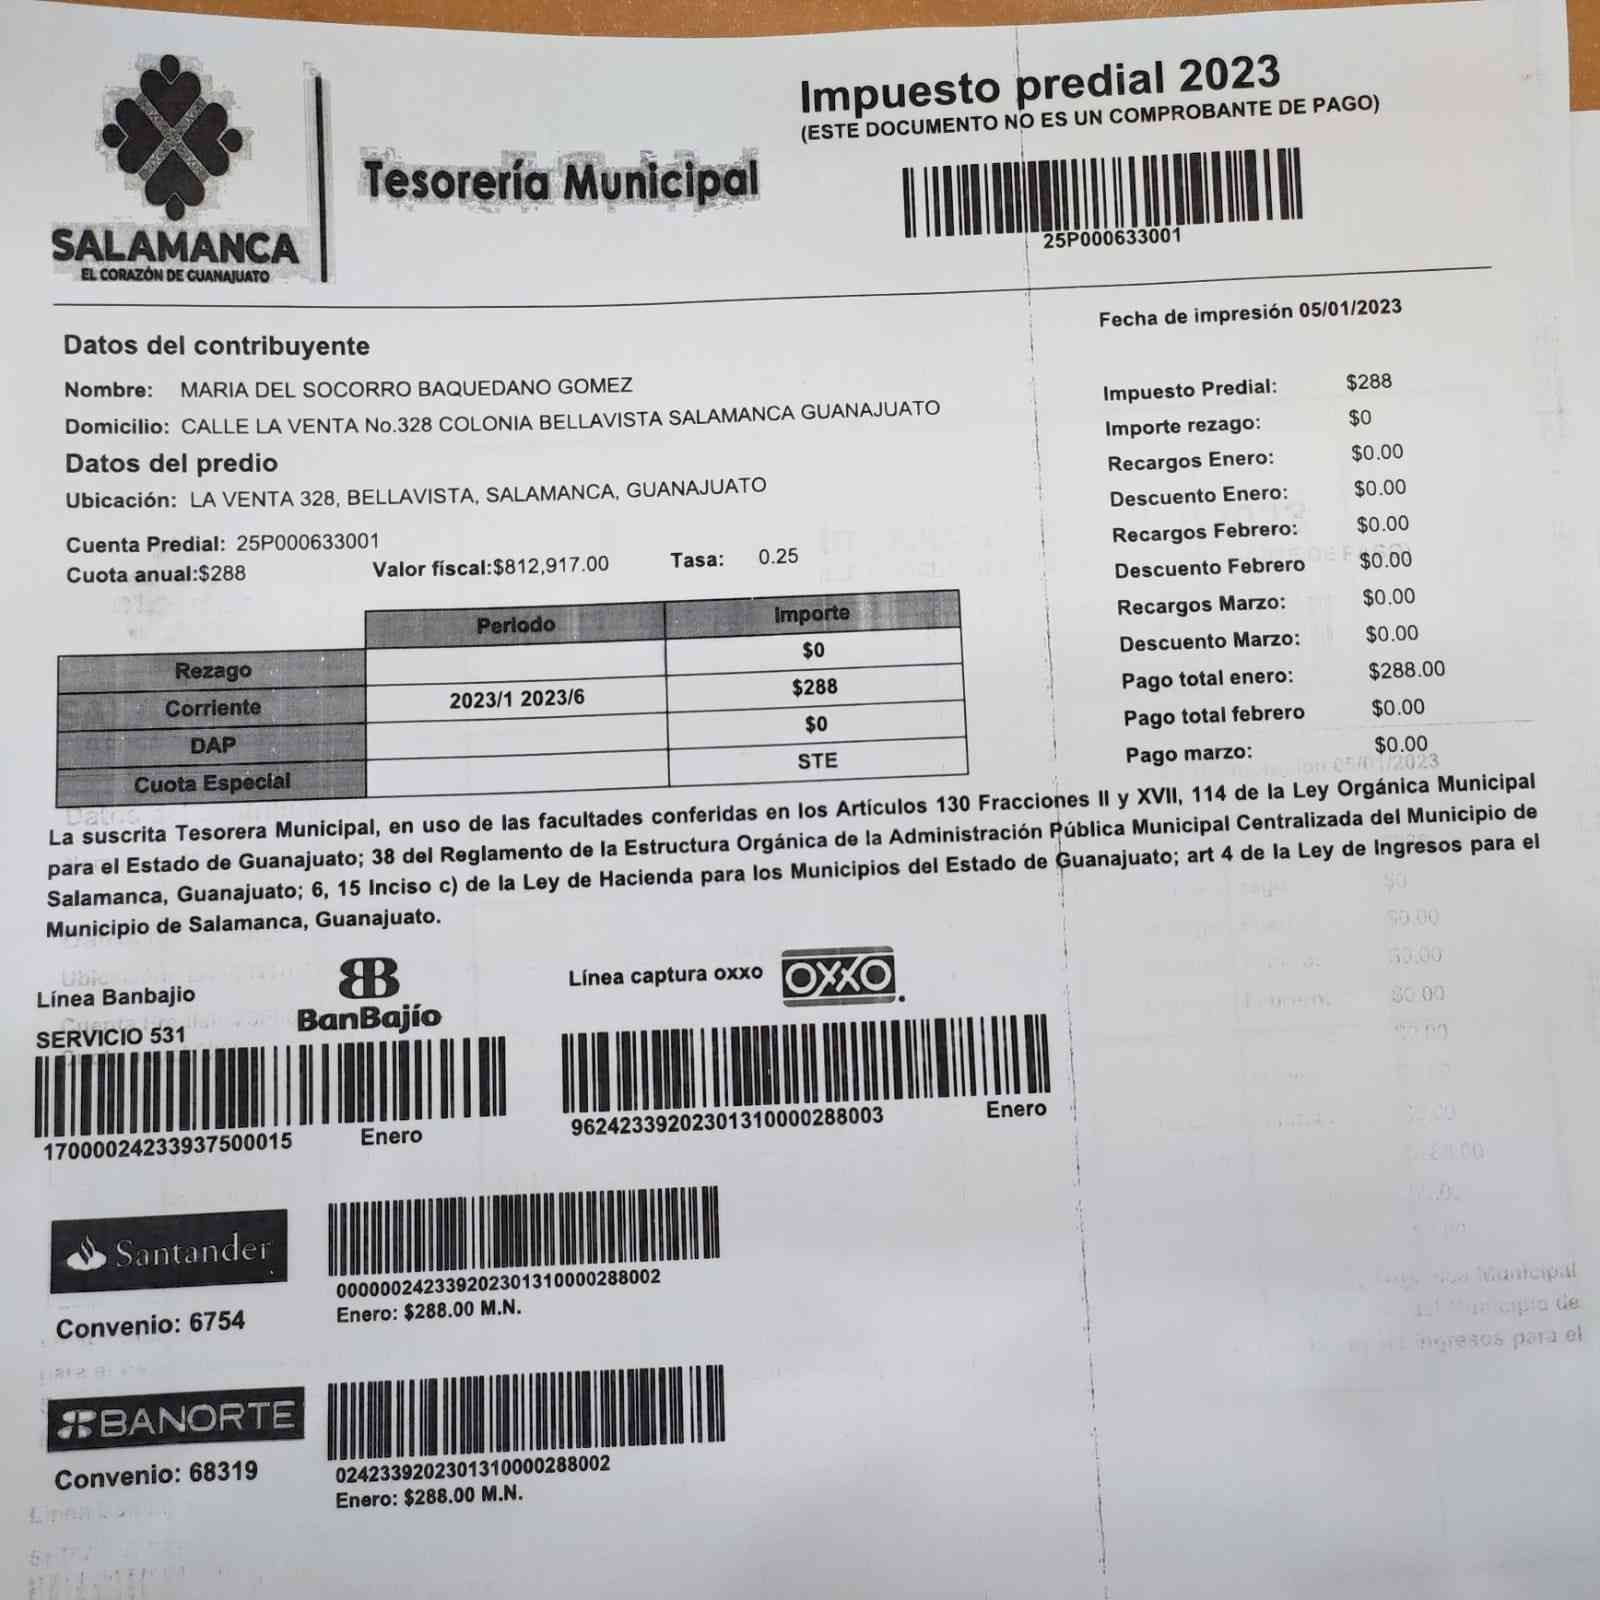 Impuesto predial 2023
(ESTE DOCUMENTO NO ES UN COMPROBANTE DE PAGO)
SALAMANCA
EL CORAZÓN DE GUANAJUATO
Tesorería Municipal
25P000633001
Fecha de impresión 05/01/2023
Datos del contribuyente
Nombre: MARIA DEL SOCORRO BAQUEDANO GOMEZ
Domicilio: CALLE LA VENTA No.328 COLONIA BELLAVISTA SALAMANCA GUANAJUATO
Datos del predio
Ubicación: LA VENTA 328, BELLAVISTA, SALAMANCA, GUANAJUATO
Cuenta Predial: 25P000633001
Cuota anual:$288 Valor fiscal:$812,917.00 Tasa: 0.25
Periodo Importe
Rezago $0
Corriente 2023/1 2023/6 $288
DAP $0
Cuota Especial STE
Impuesto Predial: $288
Importe rezago: $0
Recargos Enero: $0.00
Descuento Enero: $0.00
Recargos Febrero: $0.00
Descuento Febrero $0.00
Recargos Marzo: $0.00
Descuento Marzo: $0.00
Pago total enero: $288.00
Pago total febrero $0.00
Pago marzo: $0.00
La suscrita Tesorera Municipal, en uso de las facultades conferidas en los Artículos 130 Fracciones II y XVII, 114 de la Ley Orgánica Municipal
para el Estado de Guanajuato; 38 del Reglamento de la Estructura Orgánica de la Administración Pública Municipal Centralizada del Municipio de
Salamanca, Guanajuato; 6, 15 Inciso c) de la Ley de Hacienda para los Municipios del Estado de Guanajuato; art 4 de la Ley de Ingresos para el
Municipio de Salamanca, Guanajuato.
Línea Banbajio
BanBajío
SERVICIO 531
17000024233937500015 Enero
Línea captura oxxo OXXO
96242339202301310000288003 Enero
Santander
Convenio: 6754
000000242339202301310000288002
Enero: $288.00 M.N.
BANORTE
Convenio: 68319
0242339202301310000288002
Enero: $288.00 M.N.